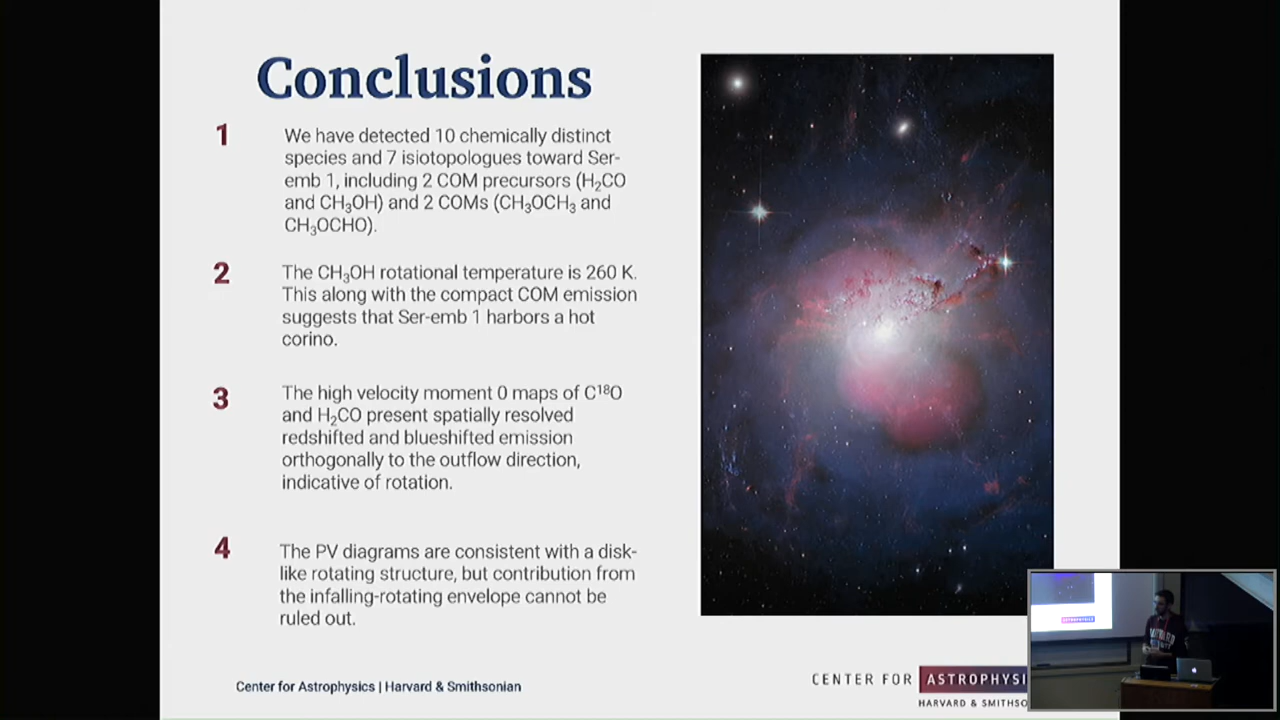 Conclusions
1
We have detected 10 chemically distinct
species and 7 isiotopologues toward Ser-
emb 1, including 2 COM precursors (H₂CO
and CH₃OH) and 2 COMs (CH₃OCH₃ and
CH₃OCHO).
2
The CH₃OH rotational temperature is 260 K.
This along with the compact COM emission
suggests that Ser-emb 1 harbors a hot
corino.
3
The high velocity moment 0 maps of C¹⁸O
and H₂CO present spatially resolved
redshifted and blueshifted emission
orthogonally to the outflow direction,
indicative of rotation.
4
The PV diagrams are consistent with a disk-
like rotating structure, but contribution from
the infalling-rotating envelope cannot be
ruled out.
Center for Astrophysics | Harvard & Smithsonian
CENTER FOR ASTROPHYSI
HARVARD & SMITHSO
ASTROPHYSICS